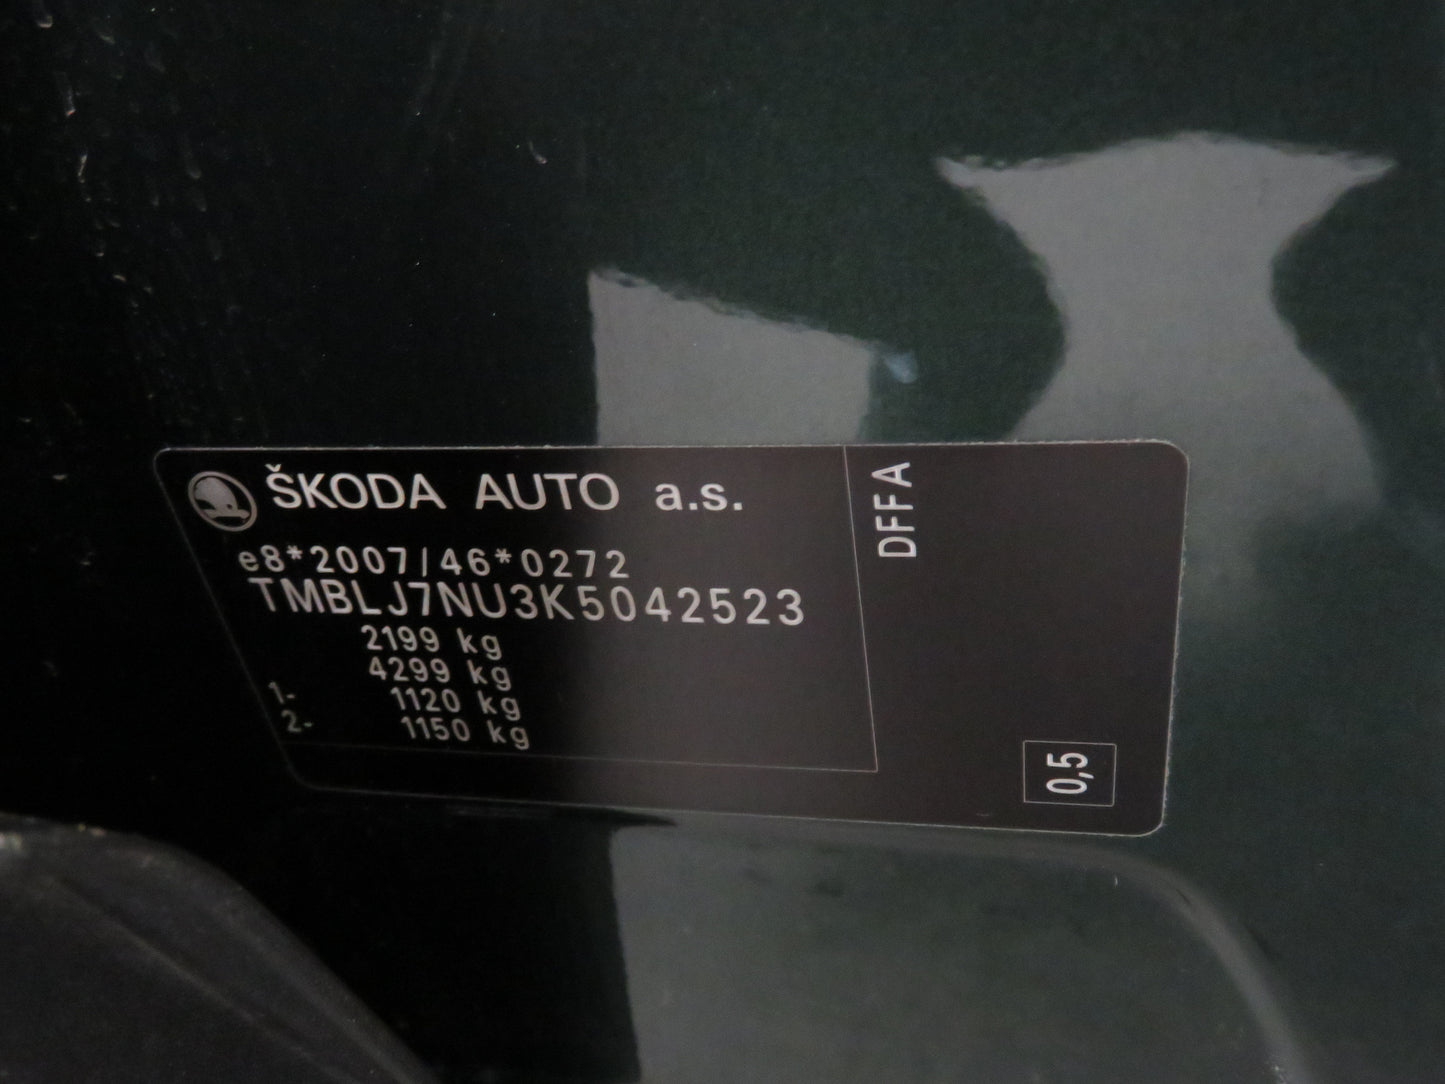 ŠKODA AUTO a.s.
e8*2007/46*0272
TMBLJ7NU3K5042523
2199 kg
4299 kg
1- 1120 kg
2- 1150 kg
DFFA
0,5